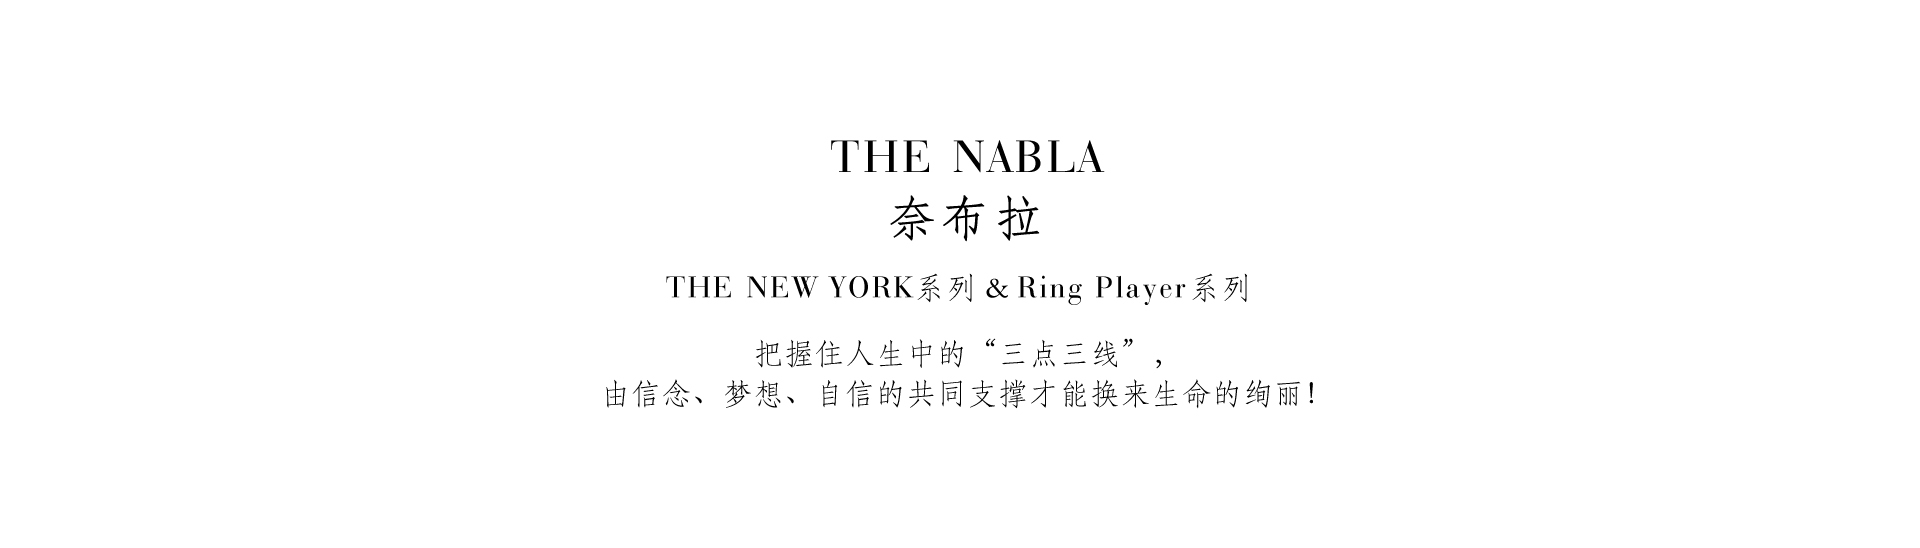 THE NABLA
奈布拉
THE NEW YORK系列 & Ring Player系列
把握住人生中的“三点三线”,
由信念、梦想、自信的共同支撑才能换来生命的绚丽!